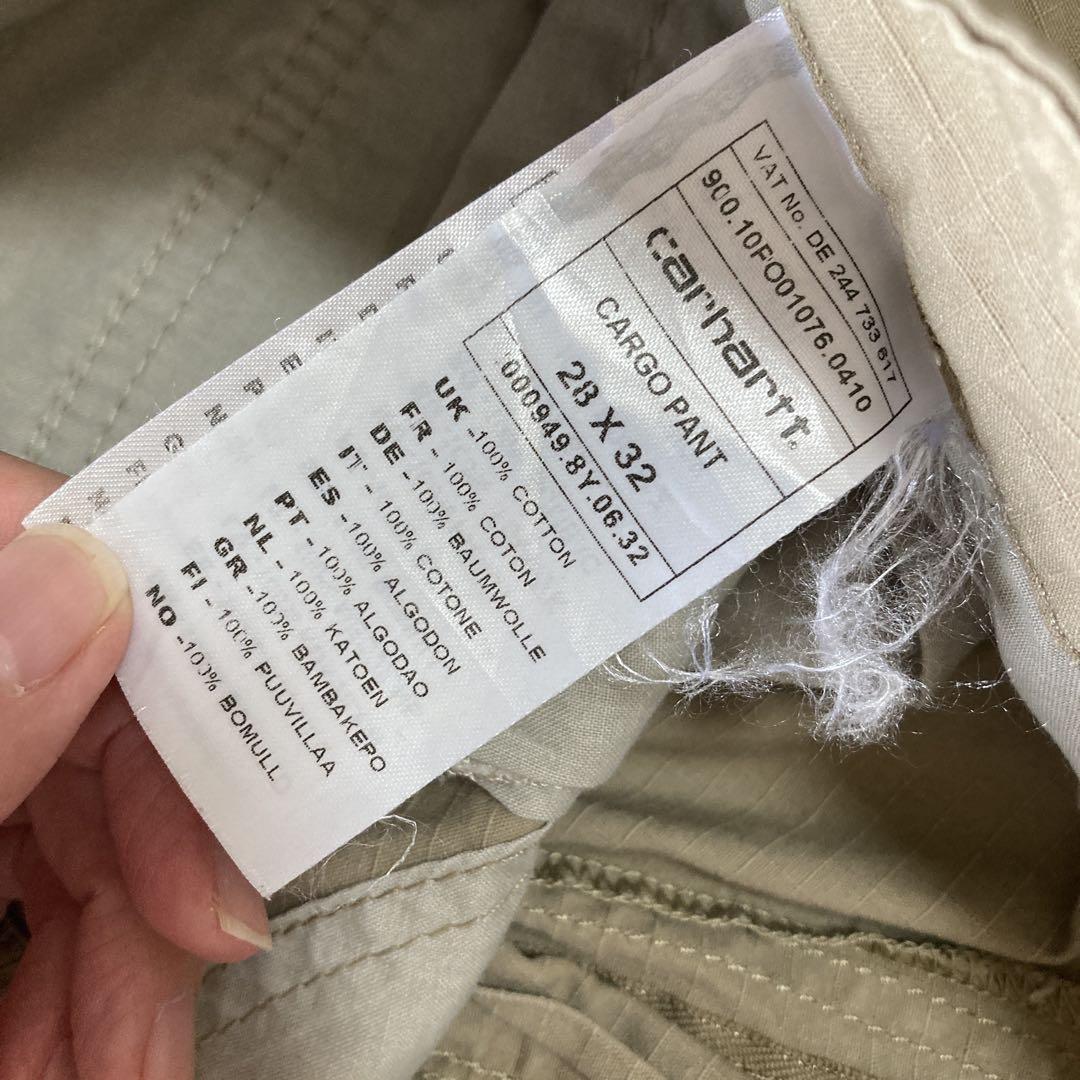 VAT No. DE 244 733 617
900.10FO01076.0410
carhartt.
CARGO PANT
28 X 32
.000949.8Y.06.32
UK -100% COTTON
FR - 100% COTON
DE -100% BAUMWOLLE
IT - 100% COTONE
ES -100% ALGODON
PT - 100% ALGODAO
NL - 100% KATOEN
GR -100% BAMBAKERO
FI - 100% PUUVILLAA
NO -100% BOMULL